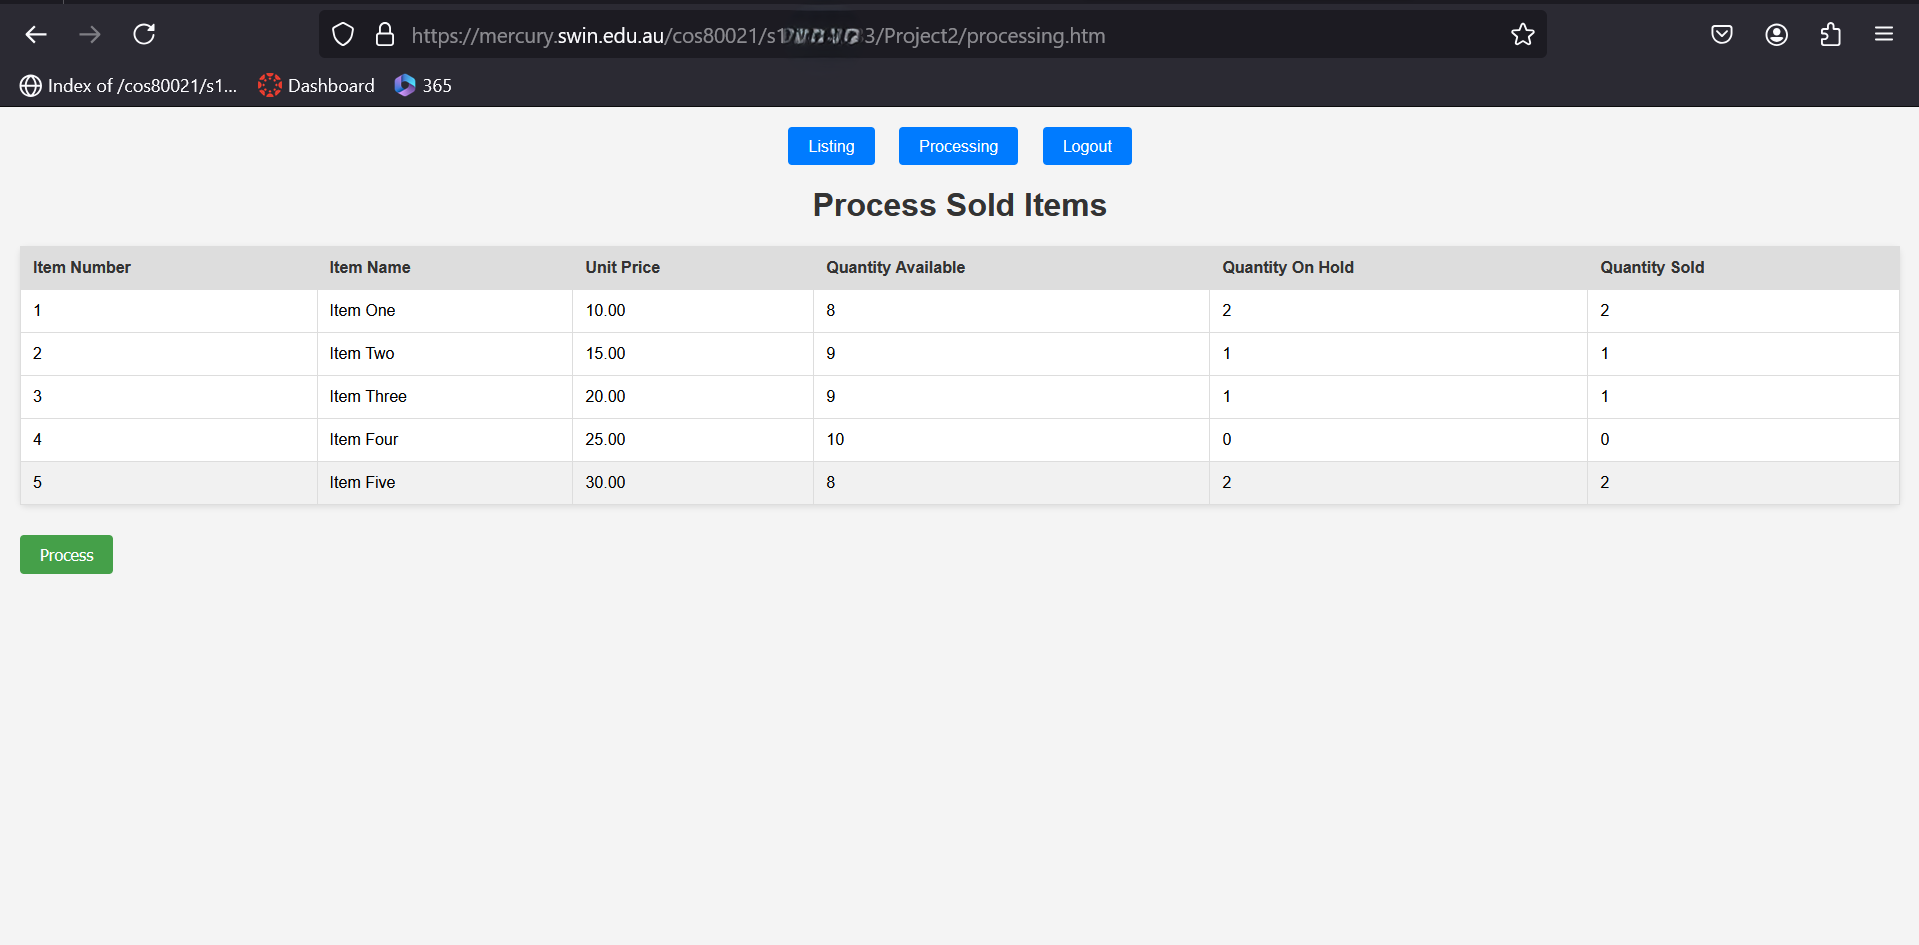 https://mercury.swin.edu.au/cos80021/s1 3/Project2/processing.htm
Index of /cos80021/s1... Dashboard 365
Listing Processing Logout
Process Sold Items
Item Number Item Name Unit Price Quantity Available Quantity On Hold Quantity Sold
1 Item One 10.00 8 2 2
2 Item Two 15.00 9 1 1
3 Item Three 20.00 9 1 1
4 Item Four 25.00 10 0 0
5 Item Five 30.00 8 2 2
Process